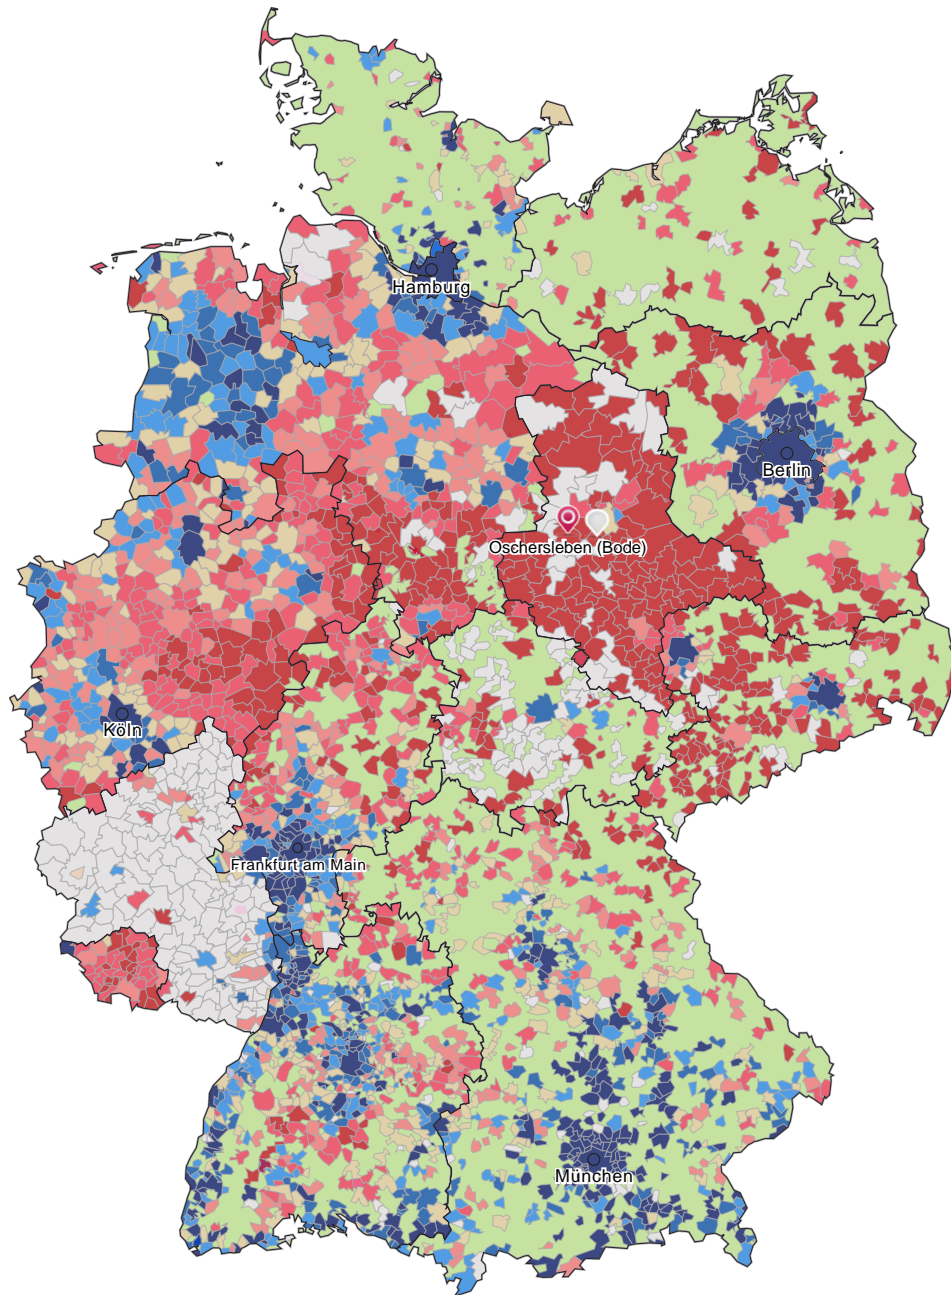 Hamburg
Berlin
Oschersleben (Bode)
Köln
Frankfurt am Main
München